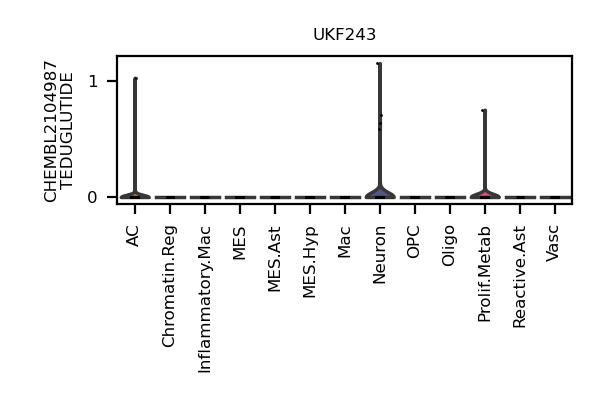 UKF243
CHEMBL2104987
TEDUGLUTIDE
1
0
AC
Chromatin.Reg
Inflammatory.Mac
MES
MES.Ast
MES.Hyp
Mac
Neuron
OPC
Oligo
Prolif.Metab
Reactive.Ast
Vasc